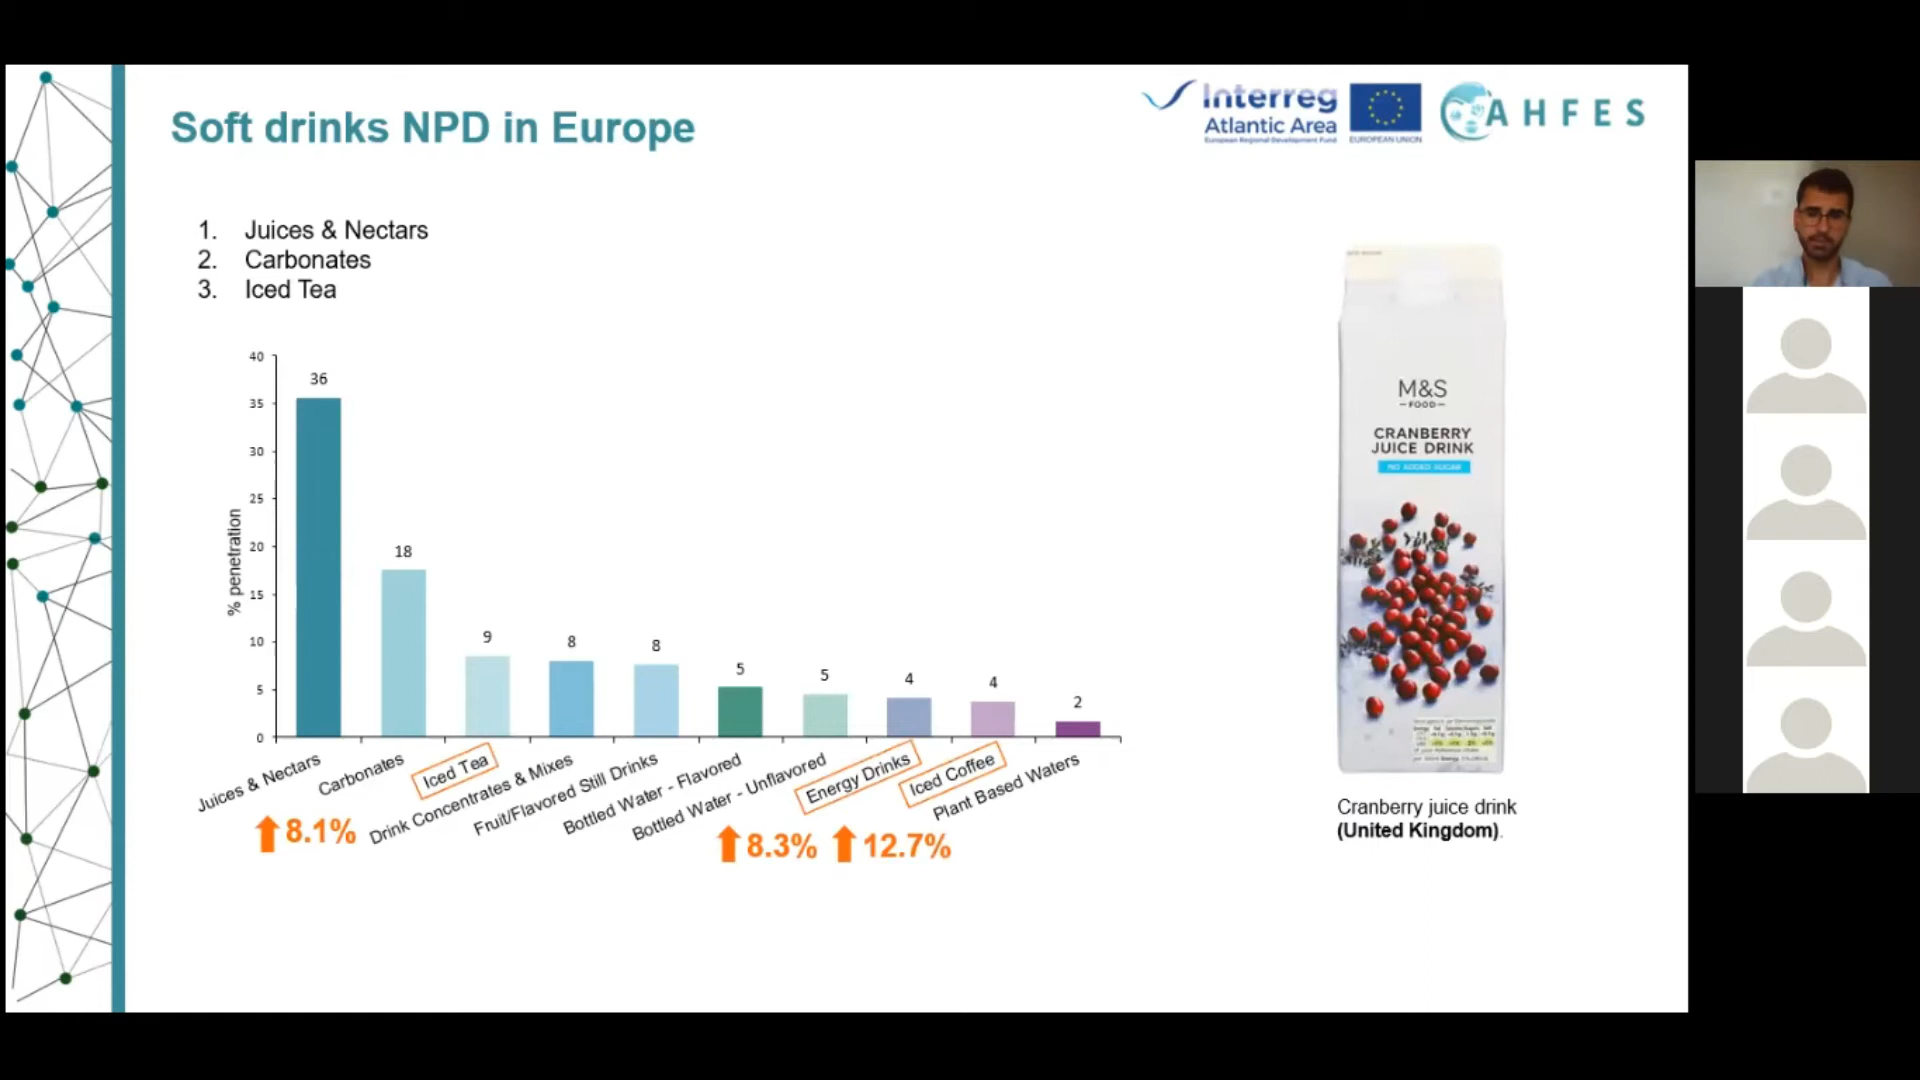 Soft drinks NPD in Europe
Interreg
Atlantic Area
European Regional Development Fund
EUROPEAN UNION
AHFES
1. Juices & Nectars
2. Carbonates
3. Iced Tea
% penetration
40
35
30
25
20
15
10
5
0
36
18
9
8
8
5
5
4
4
2
Juices & Nectars
Carbonates
Iced Tea
Drink Concentrates & Mixes
Fruit/Flavored Still Drinks
Bottled Water - Flavored
Bottled Water - Unflavored
Energy Drinks
Iced Coffee
Plant Based Waters
8.1%
8.3%
12.7%
M&S
FOOD
CRANBERRY
JUICE DRINK
NO ADDED SUGAR
Cranberry juice drink
(United Kingdom).